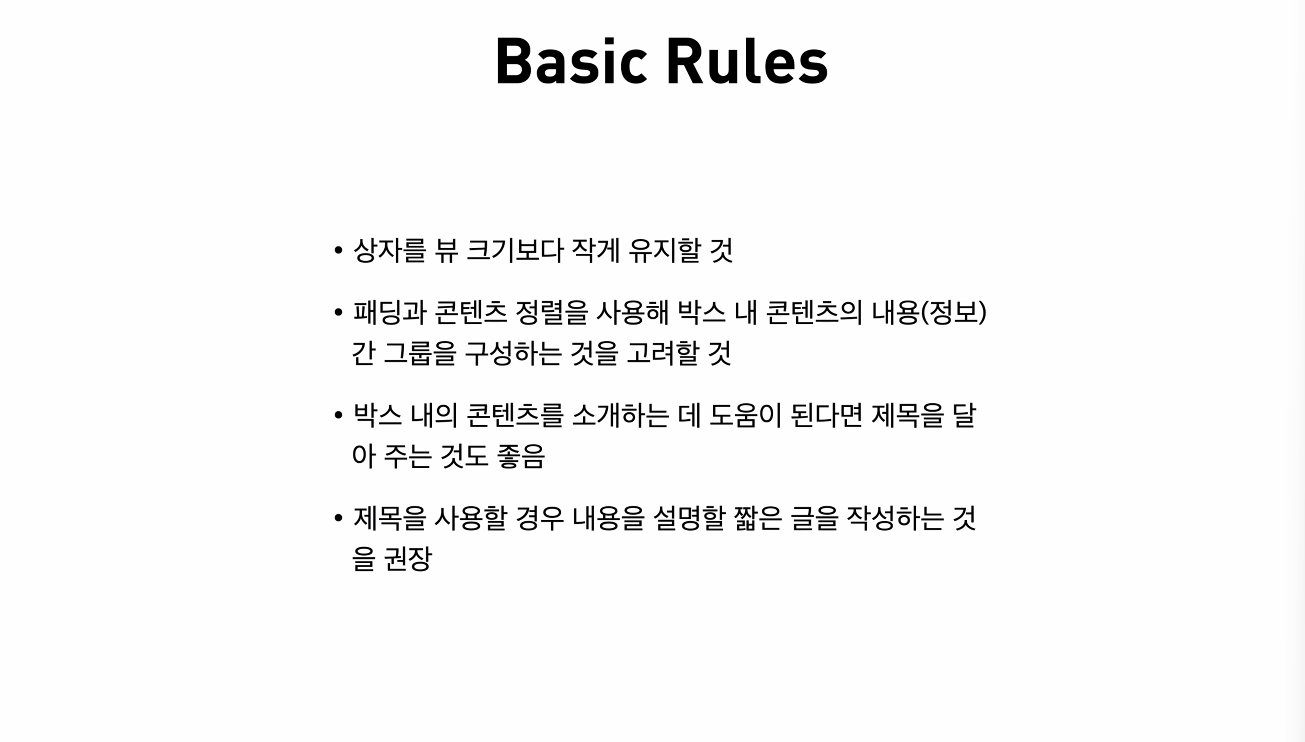 Basic Rules
• 상자를 뷰 크기보다 작게 유지할 것
• 패딩과 콘텐츠 정렬을 사용해 박스 내 콘텐츠의 내용(정보)
간 그룹을 구성하는 것을 고려할 것
• 박스 내의 콘텐츠를 소개하는 데 도움이 된다면 제목을 달
아 주는 것도 좋음
• 제목을 사용할 경우 내용을 설명할 짧은 글을 작성하는 것
을 권장